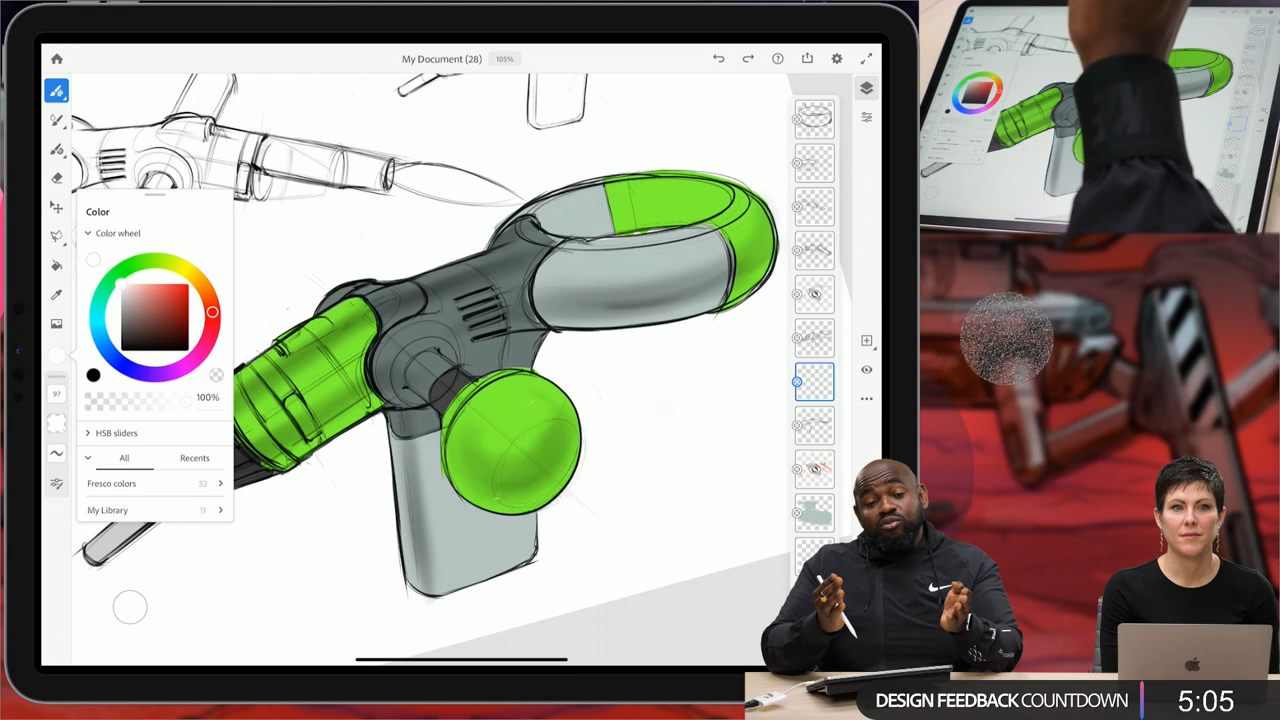 My Document (28)
105%
Color
Color wheel
97
100%
HSB sliders
All
Recents
Fresco colors
32
My Library
11
DESIGN FEEDBACK COUNTDOWN
5:05